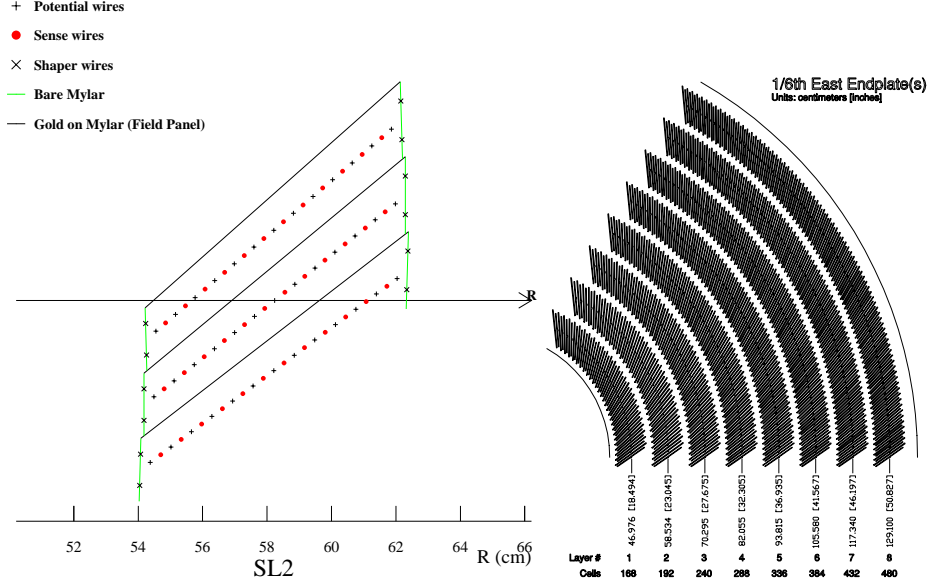 Potential wires
Sense wires
Shaper wires
Bare Mylar
Gold on Mylar (Field Panel)
R
52 54 56 58 60 62 64 66
SL2
R (cm)
1/6th East Endplate(s)
Units: centimeters [inches]
46.976 [18.494]
58.534 [23.045]
70.295 [27.675]
82.055 [32.305]
93.815 [36.935]
105.580 [41.567]
117.340 [46.197]
129.100 [50.827]
Layer # 1 2 3 4 5 6 7 8
Cells 168 192 240 288 336 384 432 480